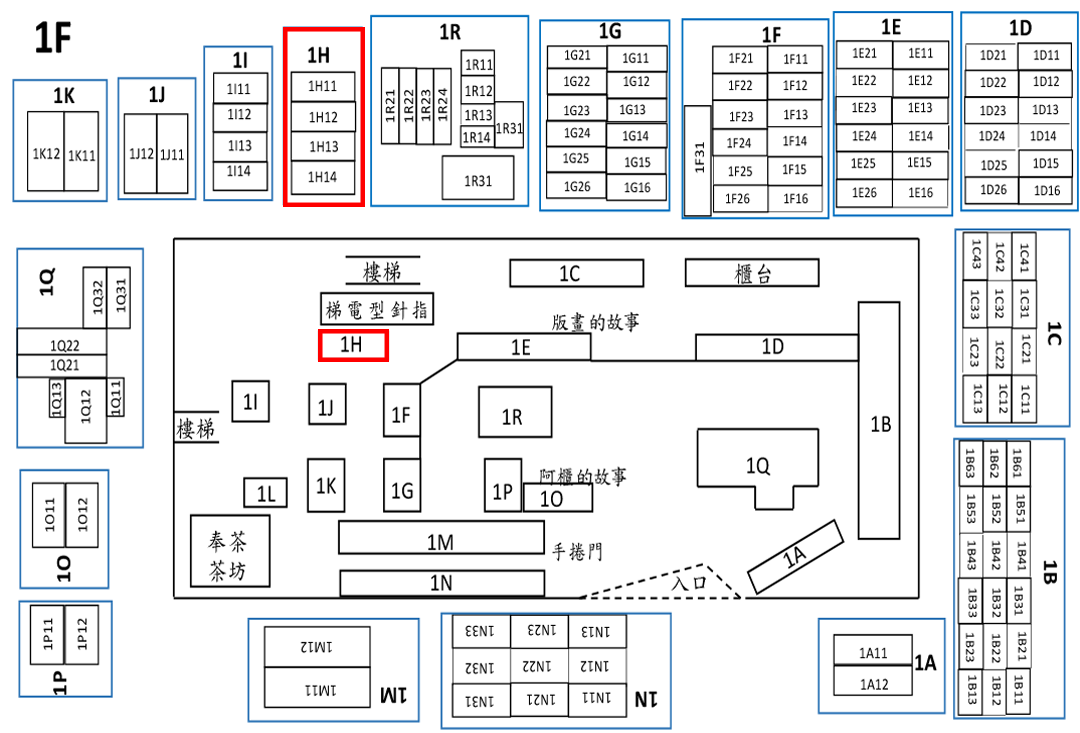 1F
1K
1K12
1K11
1J
1J12
1J11
1I
1I11
1I12
1I13
1I14
1H
1H11
1H12
1H13
1H14
1R
1R21
1R22
1R23
1R24
1R11
1R12
1R13
1R14
1R31
1R31
1G
1G21 1G11
1G22 1G12
1G23 1G13
1G24 1G14
1G25 1G15
1G26 1G16
1F
1F31
1F21 1F11
1F22 1F12
1F23 1F13
1F24 1F14
1F25 1F15
1F26 1F16
1E
1E21 1E11
1E22 1E12
1E23 1E13
1E24 1E14
1E25 1E15
1E26 1E16
1D
1D21 1D11
1D22 1D12
1D23 1D13
1D24 1D14
1D25 1D15
1D26 1D16
1Q
1Q32
1Q31
1Q22
1Q21
1Q13
1Q12
1Q11
樓梯
梯電型針指
1H
1C
櫃台
版畫的故事
1E
1D
1B
1I
1J
1F
1R
樓梯
1L
1K
1G
1P
阿櫃的故事
1O
1Q
奉茶
茶坊
1M
手捲門
1N
入口
1A
1C
1C43 1C42 1C41
1C33 1C32 1C31
1C23 1C22 1C21
1C13 1C12 1C11
1B
1B63 1B62 1B61
1B53 1B52 1B51
1B43 1B42 1B41
1B33 1B32 1B31
1B23 1B22 1B21
1B13 1B12 1B11
1O11 1O12
1O
1P11 1P12
1P
1M12
1M11
1M
1N33 1N23 1N13
1N32 1N22 1N12
1N31 1N21 1N11
1N
1A11
1A12
1A